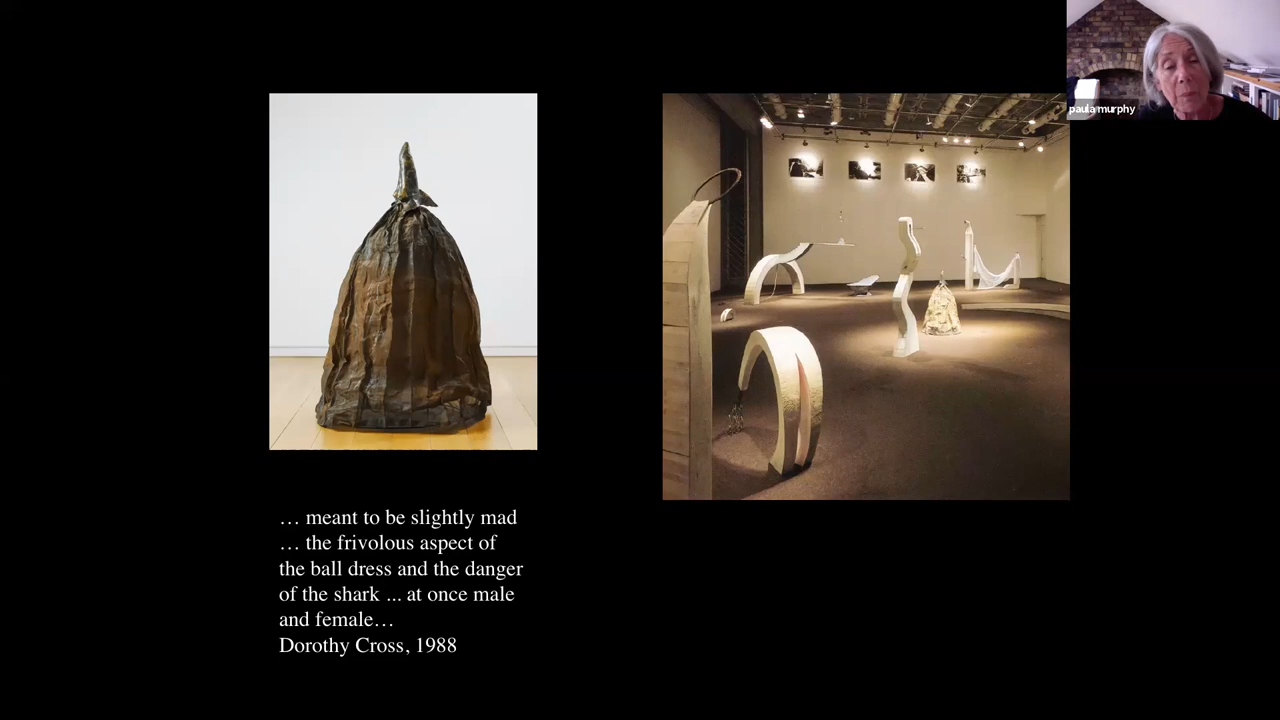 paula murphy
… meant to be slightly mad
… the frivolous aspect of
the ball dress and the danger
of the shark ... at once male
and female…
Dorothy Cross, 1988